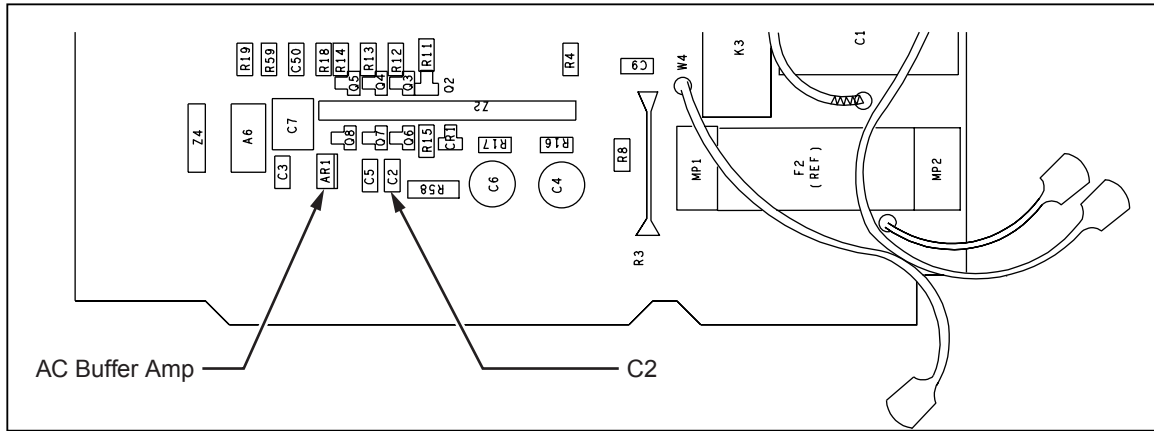 R19
R59
C50
R18
R14
R13
R12
R11
R4
C9
W4
K3
C1
Q5
Q4
Q3
Q2
Z2
Z4
A6
C7
Q8
Q7
Q6
R15
CR1
R17
R16
R8
MP1
F2
(REF)
MP2
C3
AR1
C5
C2
R58
C6
C4
R3
AC Buffer Amp
C2